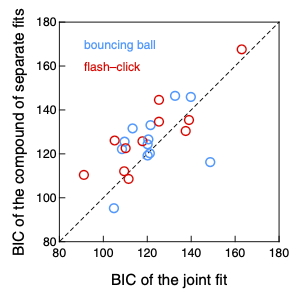 BIC of the compound of separate fits
180
160
140
120
100
80
bouncing ball
flash–click
80 100 120 140 160 180
BIC of the joint fit